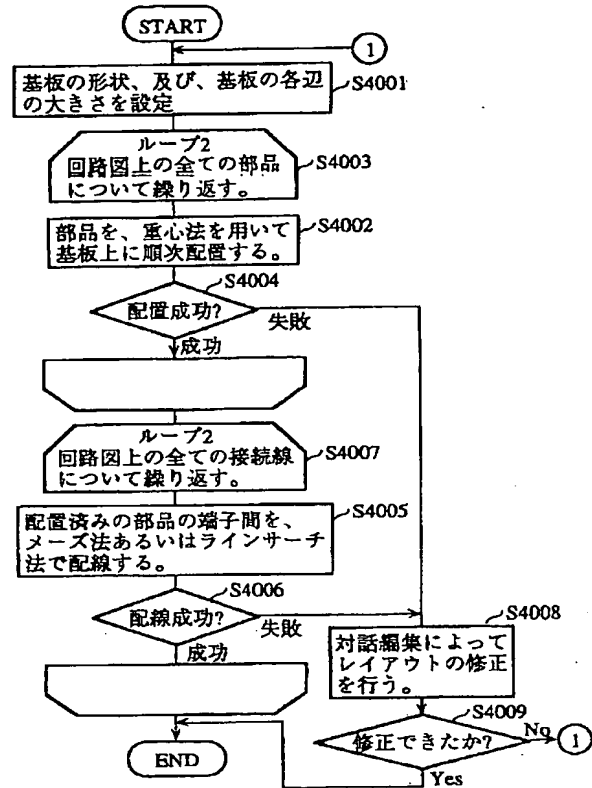 START
1
基板の形状、及び、基板の各辺
の大きさを設定
S4001
ループ2
回路図上の全ての部品
について繰り返す。
S4003
部品を、重心法を用いて
基板上に順次配置する。
S4002
配置成功?
S4004
失敗
成功
ループ2
回路図上の全ての接続線
について繰り返す。
S4007
配置済みの部品の端子間を、
メーズ法あるいはラインサーチ
法で配線する。
S4005
配線成功?
S4006
失敗
成功
対話編集によって
レイアウトの修正
を行う。
S4008
修正できたか?
S4009
No
1
Yes
END